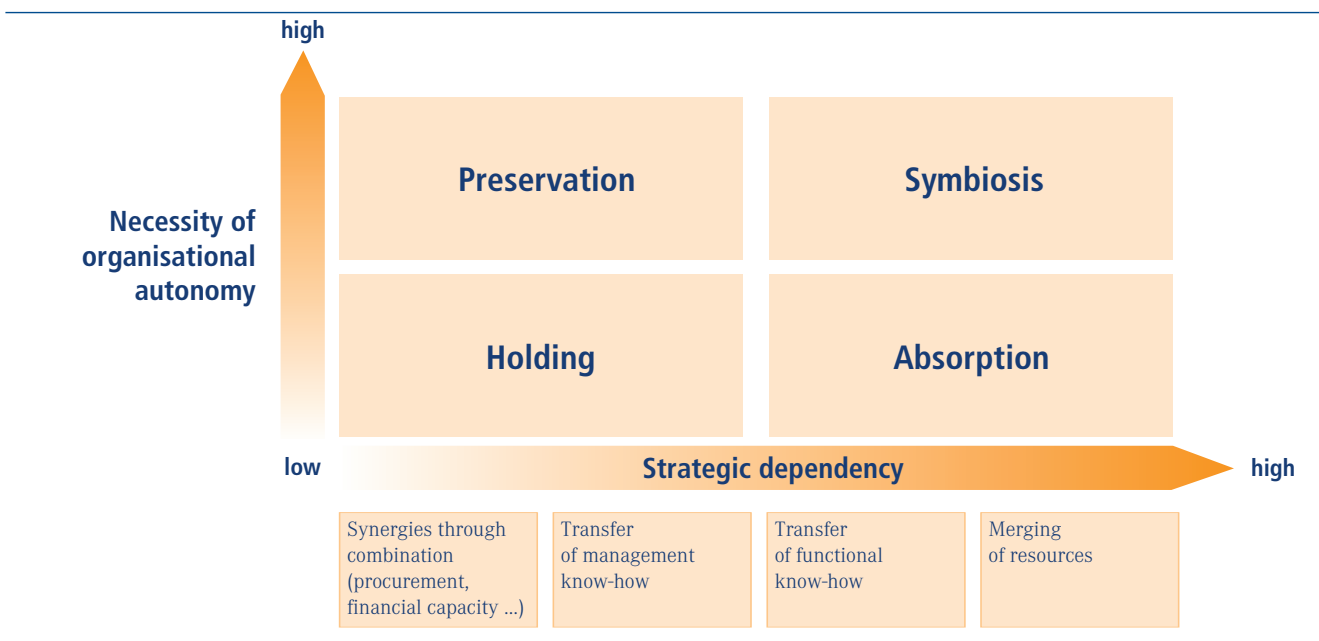 high
Preservation
Symbiosis
Necessity of
organisational
autonomy
Holding
Absorption
low
Strategic dependency
high
Synergies through
combination
(procurement,
financial capacity ...)
Transfer
of management
know-how
Transfer
of functional
know-how
Merging
of resources